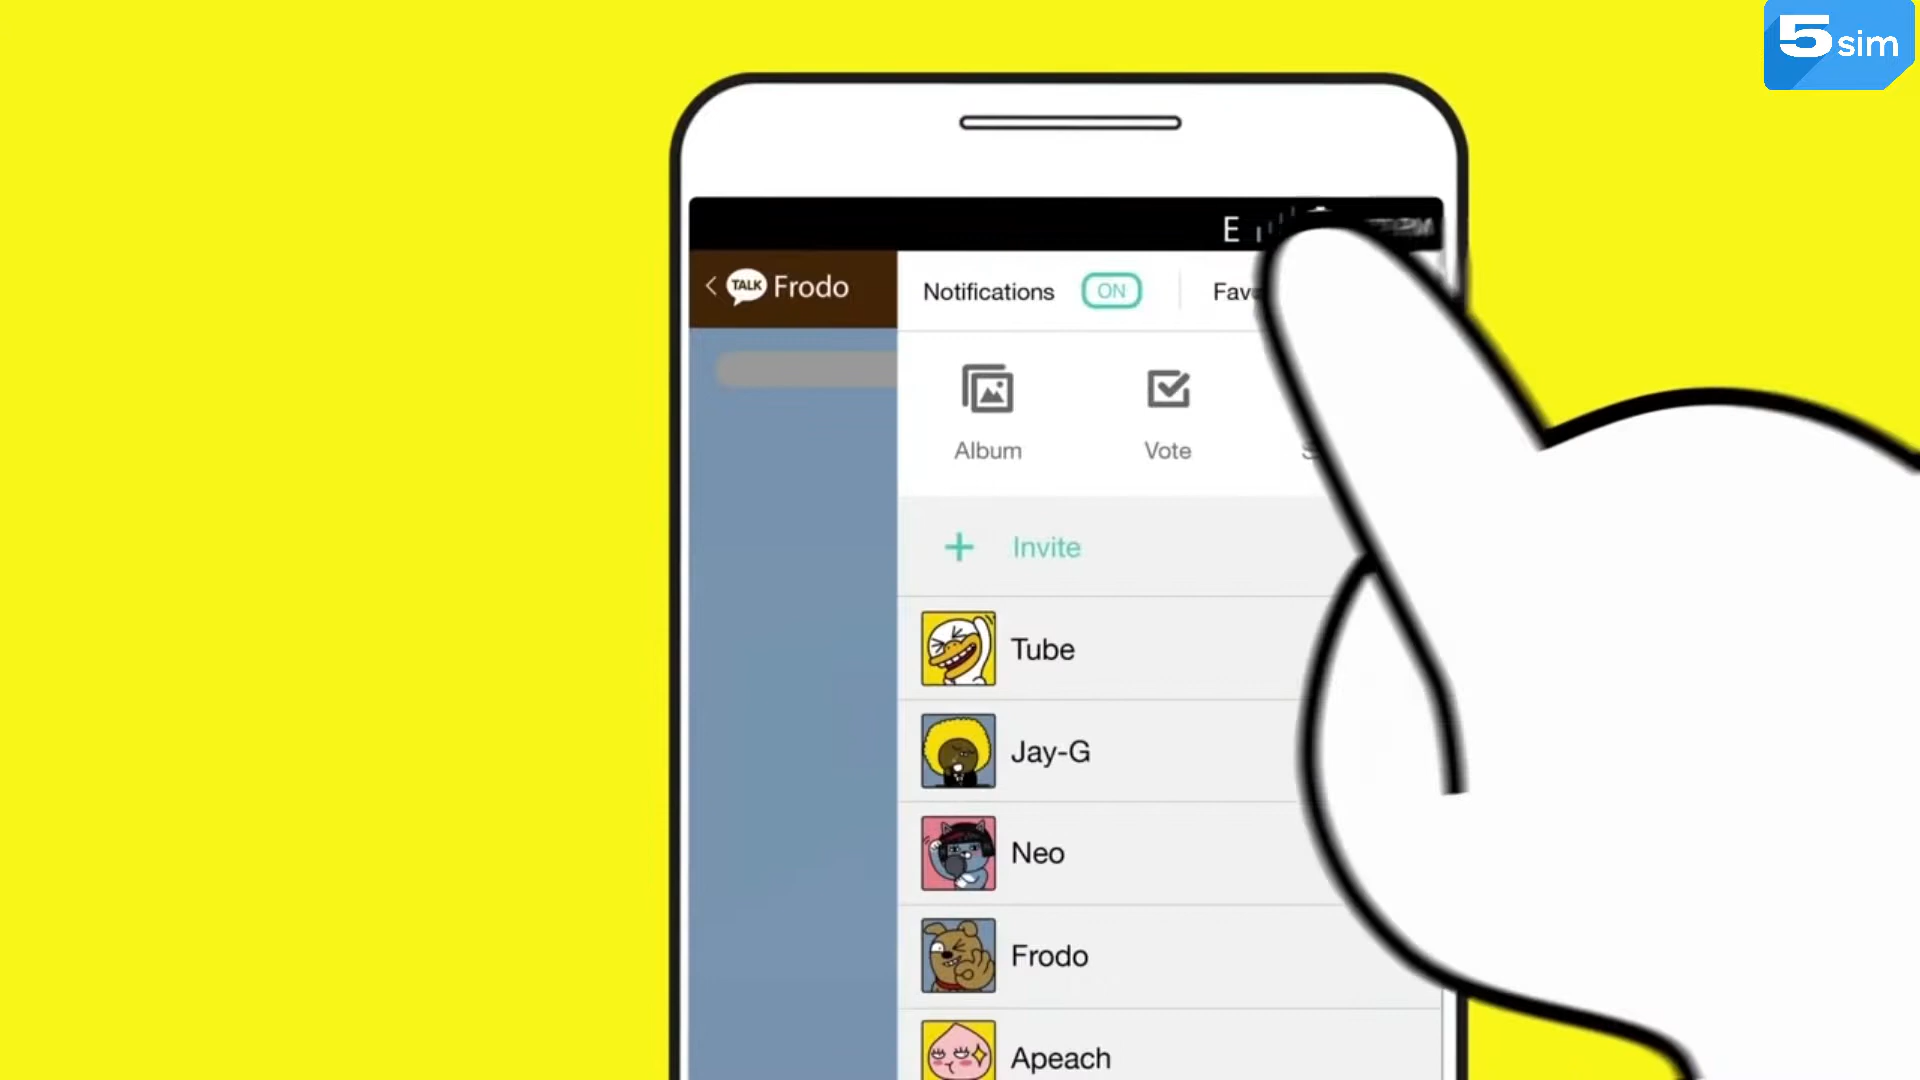 5sim
E
TALK Frodo
Notifications ON
Album
Vote
+ Invite
Tube
Jay-G
Neo
Frodo
Apeach